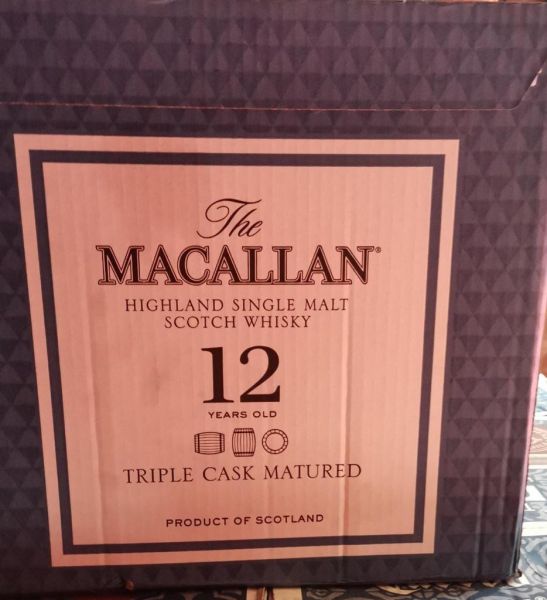 The
MACALLAN®
HIGHLAND SINGLE MALT
SCOTCH WHISKY
12
YEARS OLD
TRIPLE CASK MATURED
PRODUCT OF SCOTLAND